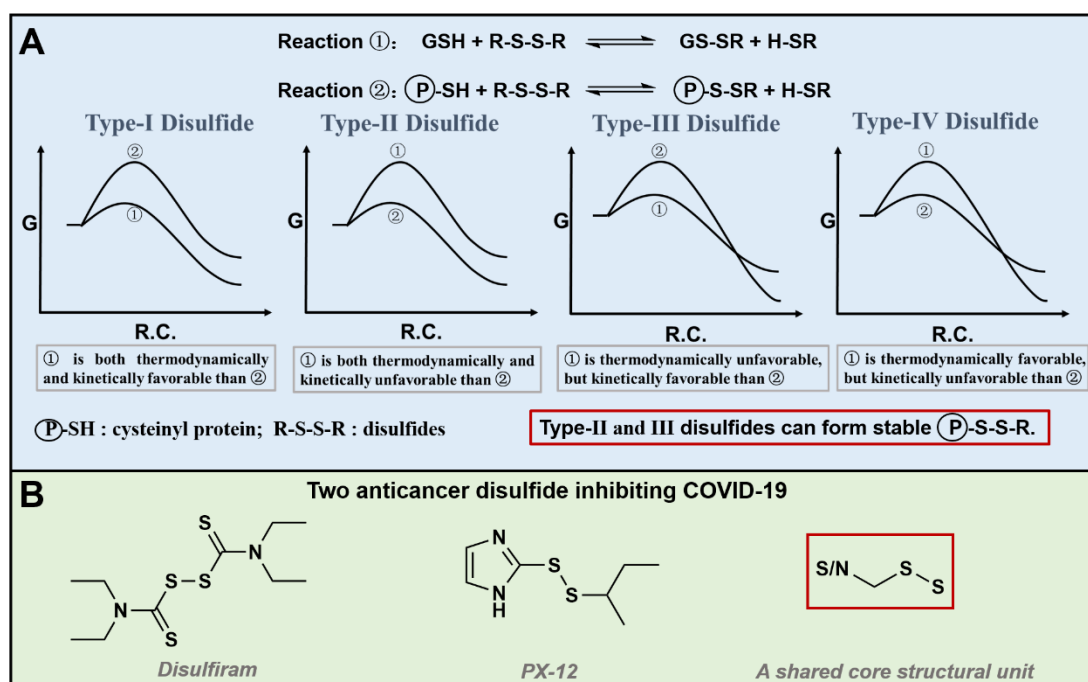 A
Reaction ①: GSH + R-S-S-R ⇌ GS-SR + H-SR
Reaction ②: P-SH + R-S-S-R ⇌ P-S-SR + H-SR
Type-I Disulfide
Type-II Disulfide
Type-III Disulfide
Type-IV Disulfide
G
②
①
R.C.
G
①
②
R.C.
G
②
①
R.C.
G
①
②
R.C.
① is both thermodynamically
and kinetically favorable than ②
① is both thermodynamically and
kinetically unfavorable than ②
① is thermodynamically unfavorable,
but kinetically favorable than ②
① is thermodynamically favorable,
but kinetically unfavorable than ②
P-SH : cysteinyl protein; R-S-S-R : disulfides
Type-II and III disulfides can form stable P-S-S-R.
B
Two anticancer disulfide inhibiting COVID-19
S
N
S-S
N
S
Disulfiram
N
N
H
S
S
PX-12
S/N
S
S
A shared core structural unit